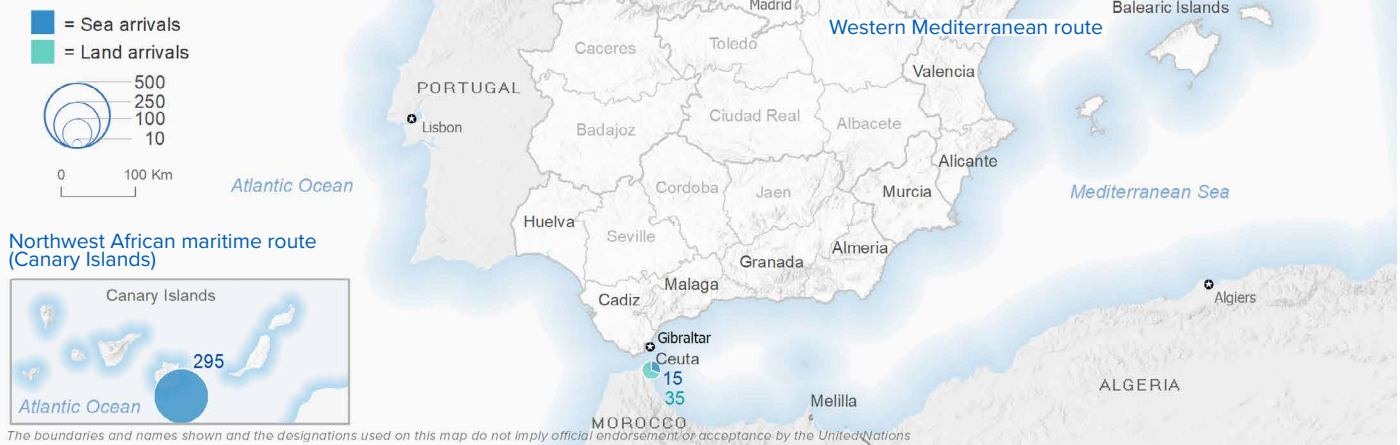 Madrid
Balearic Islands
= Sea arrivals
Western Mediterranean route
= Land arrivals
Caceres
Toledo
Valencia
500
250
100
10
PORTUGAL
Lisbon
Badajoz
Ciudad Real
Albacete
Alicante
0 100 Km
Atlantic Ocean
Cordoba
Jaen
Murcia
Mediterranean Sea
Huelva
Seville
Almeria
Northwest African maritime route
(Canary Islands)
Granada
Malaga
Cadiz
Canary Islands
Algiers
Gibraltar
Ceuta
295
15
35
ALGERIA
Melilla
Atlantic Ocean
MOROCCO
The boundaries and names shown and the designations used on this map do not imply official endorsement or acceptance by the United Nations